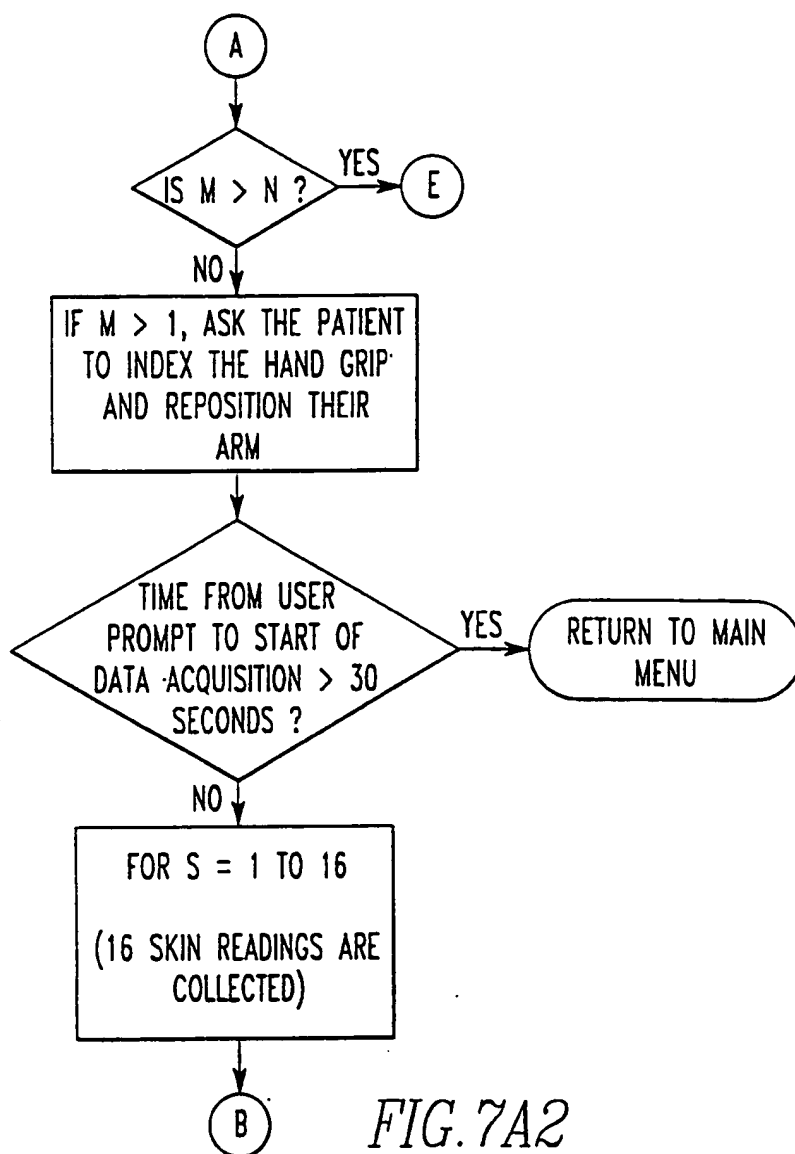 A
IS M > N ?
YES
E
NO
IF M > 1, ASK THE PATIENT
TO INDEX THE HAND GRIP
AND REPOSITION THEIR
ARM
TIME FROM USER
PROMPT TO START OF
DATA ACQUISITION > 30
SECONDS ?
YES
RETURN TO MAIN
MENU
NO
FOR S = 1 TO 16
(16 SKIN READINGS ARE
COLLECTED)
B
FIG. 7A2